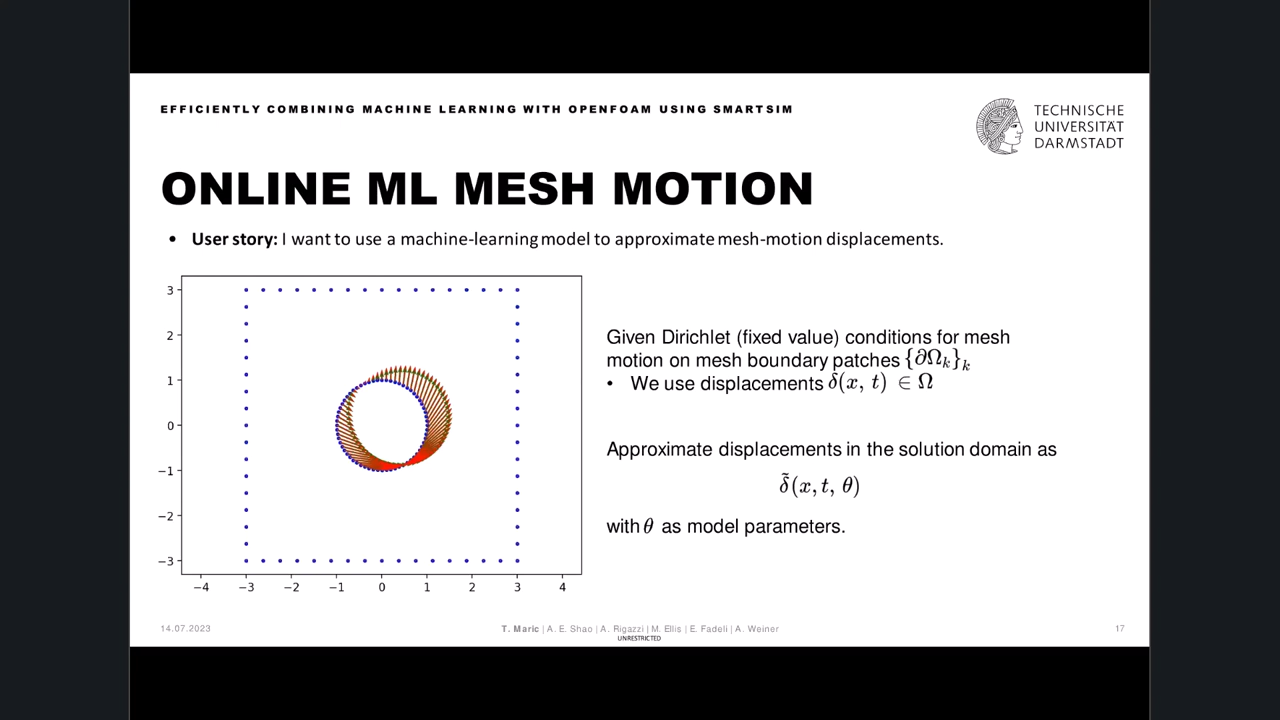 EFFICIENTLY COMBINING MACHINE LEARNING WITH OPENFOAM USING SMARTSIM
TECHNISCHE
UNIVERSITÄT
DARMSTADT
ONLINE ML MESH MOTION
• User story: I want to use a machine-learning model to approximate mesh-motion displacements.
3
2
1
0
−1
−2
−3
−4 −3 −2 −1 0 1 2 3 4
Given Dirichlet (fixed value) conditions for mesh
motion on mesh boundary patches {∂Ωₖ}ₖ
• We use displacements δ(x, t) ∈ Ω
Approximate displacements in the solution domain as
δ̃(x, t, θ)
with θ as model parameters.
14.07.2023
T. Maric | A. E. Shao | A. Rigazzi | M. Ellis | E. Fadeli | A. Weiner
UNRESTRICTED
17